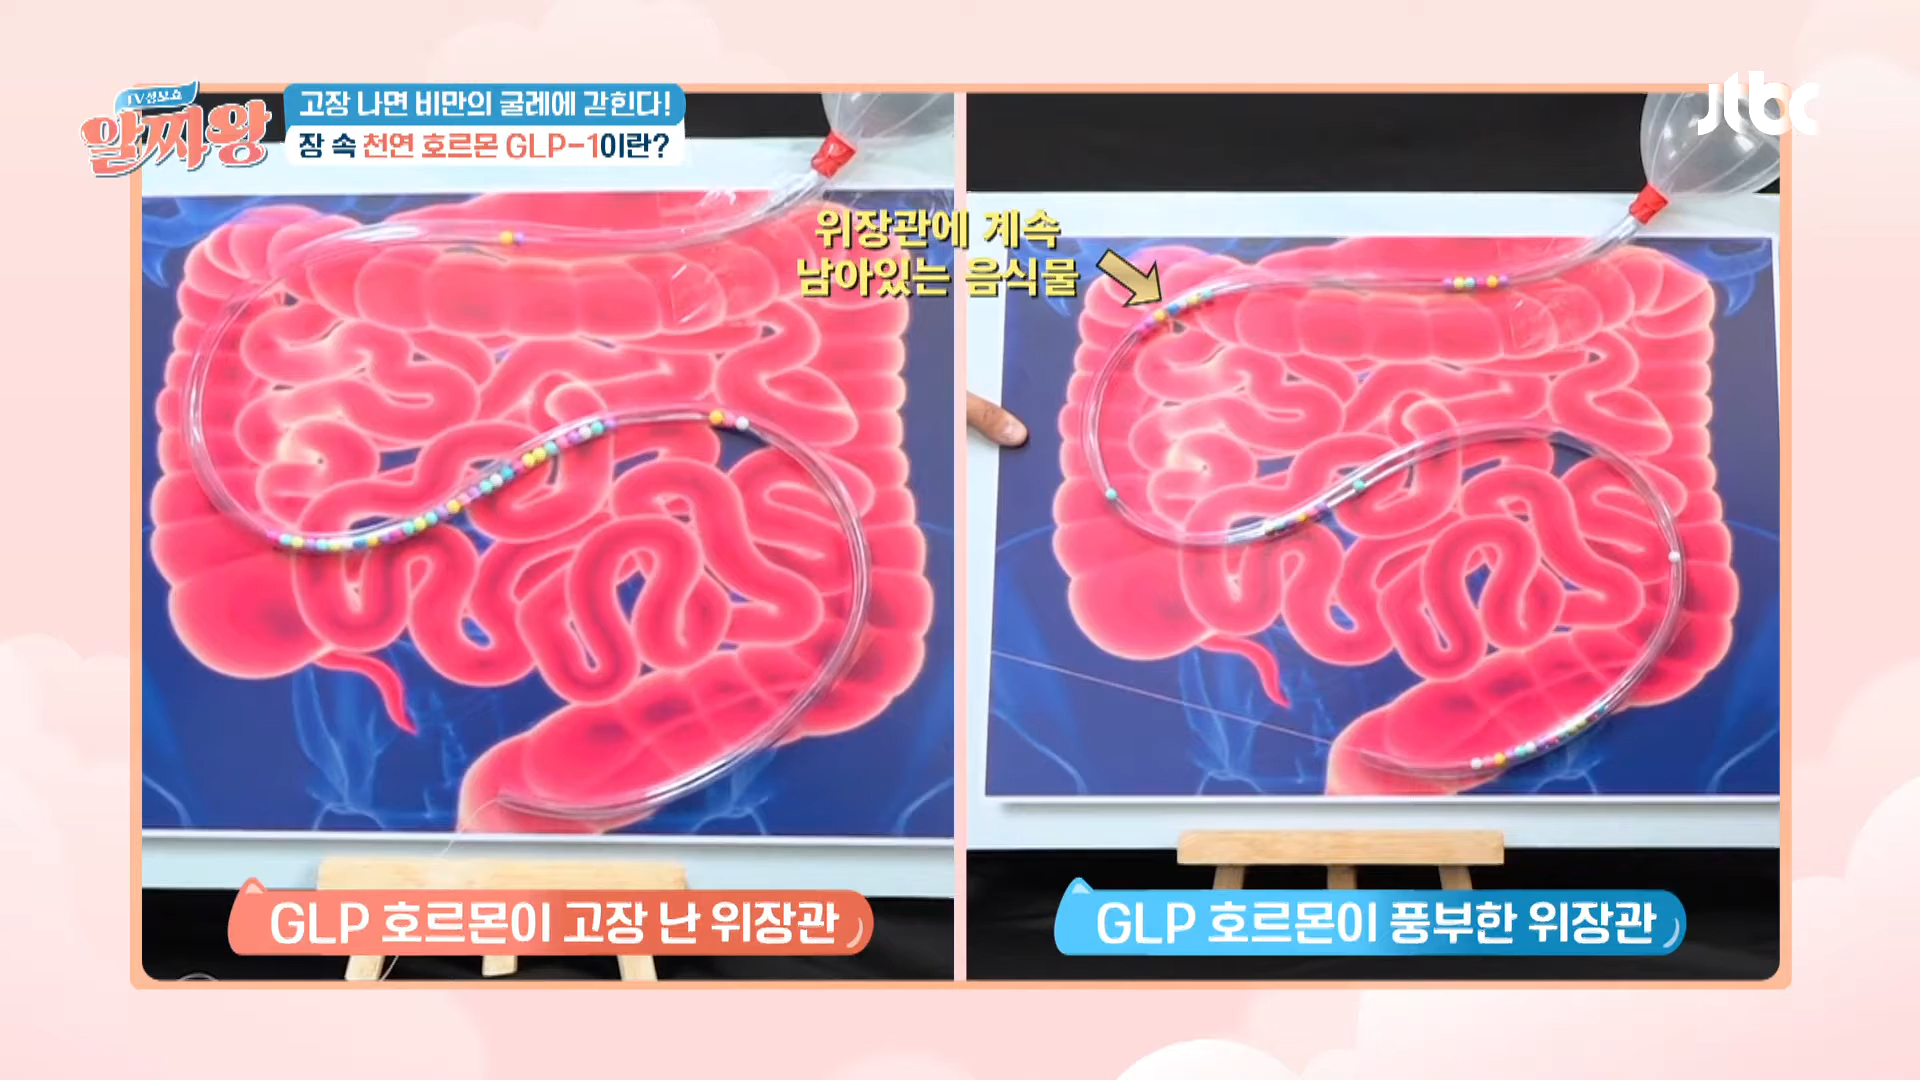 TV정보쇼
알짜왕
고장 나면 비만의 굴레에 갇힌다!
장 속 천연 호르몬 GLP-1이란?
jtbc
위장관에 계속
남아있는 음식물
GLP 호르몬이 고장 난 위장관
GLP 호르몬이 풍부한 위장관